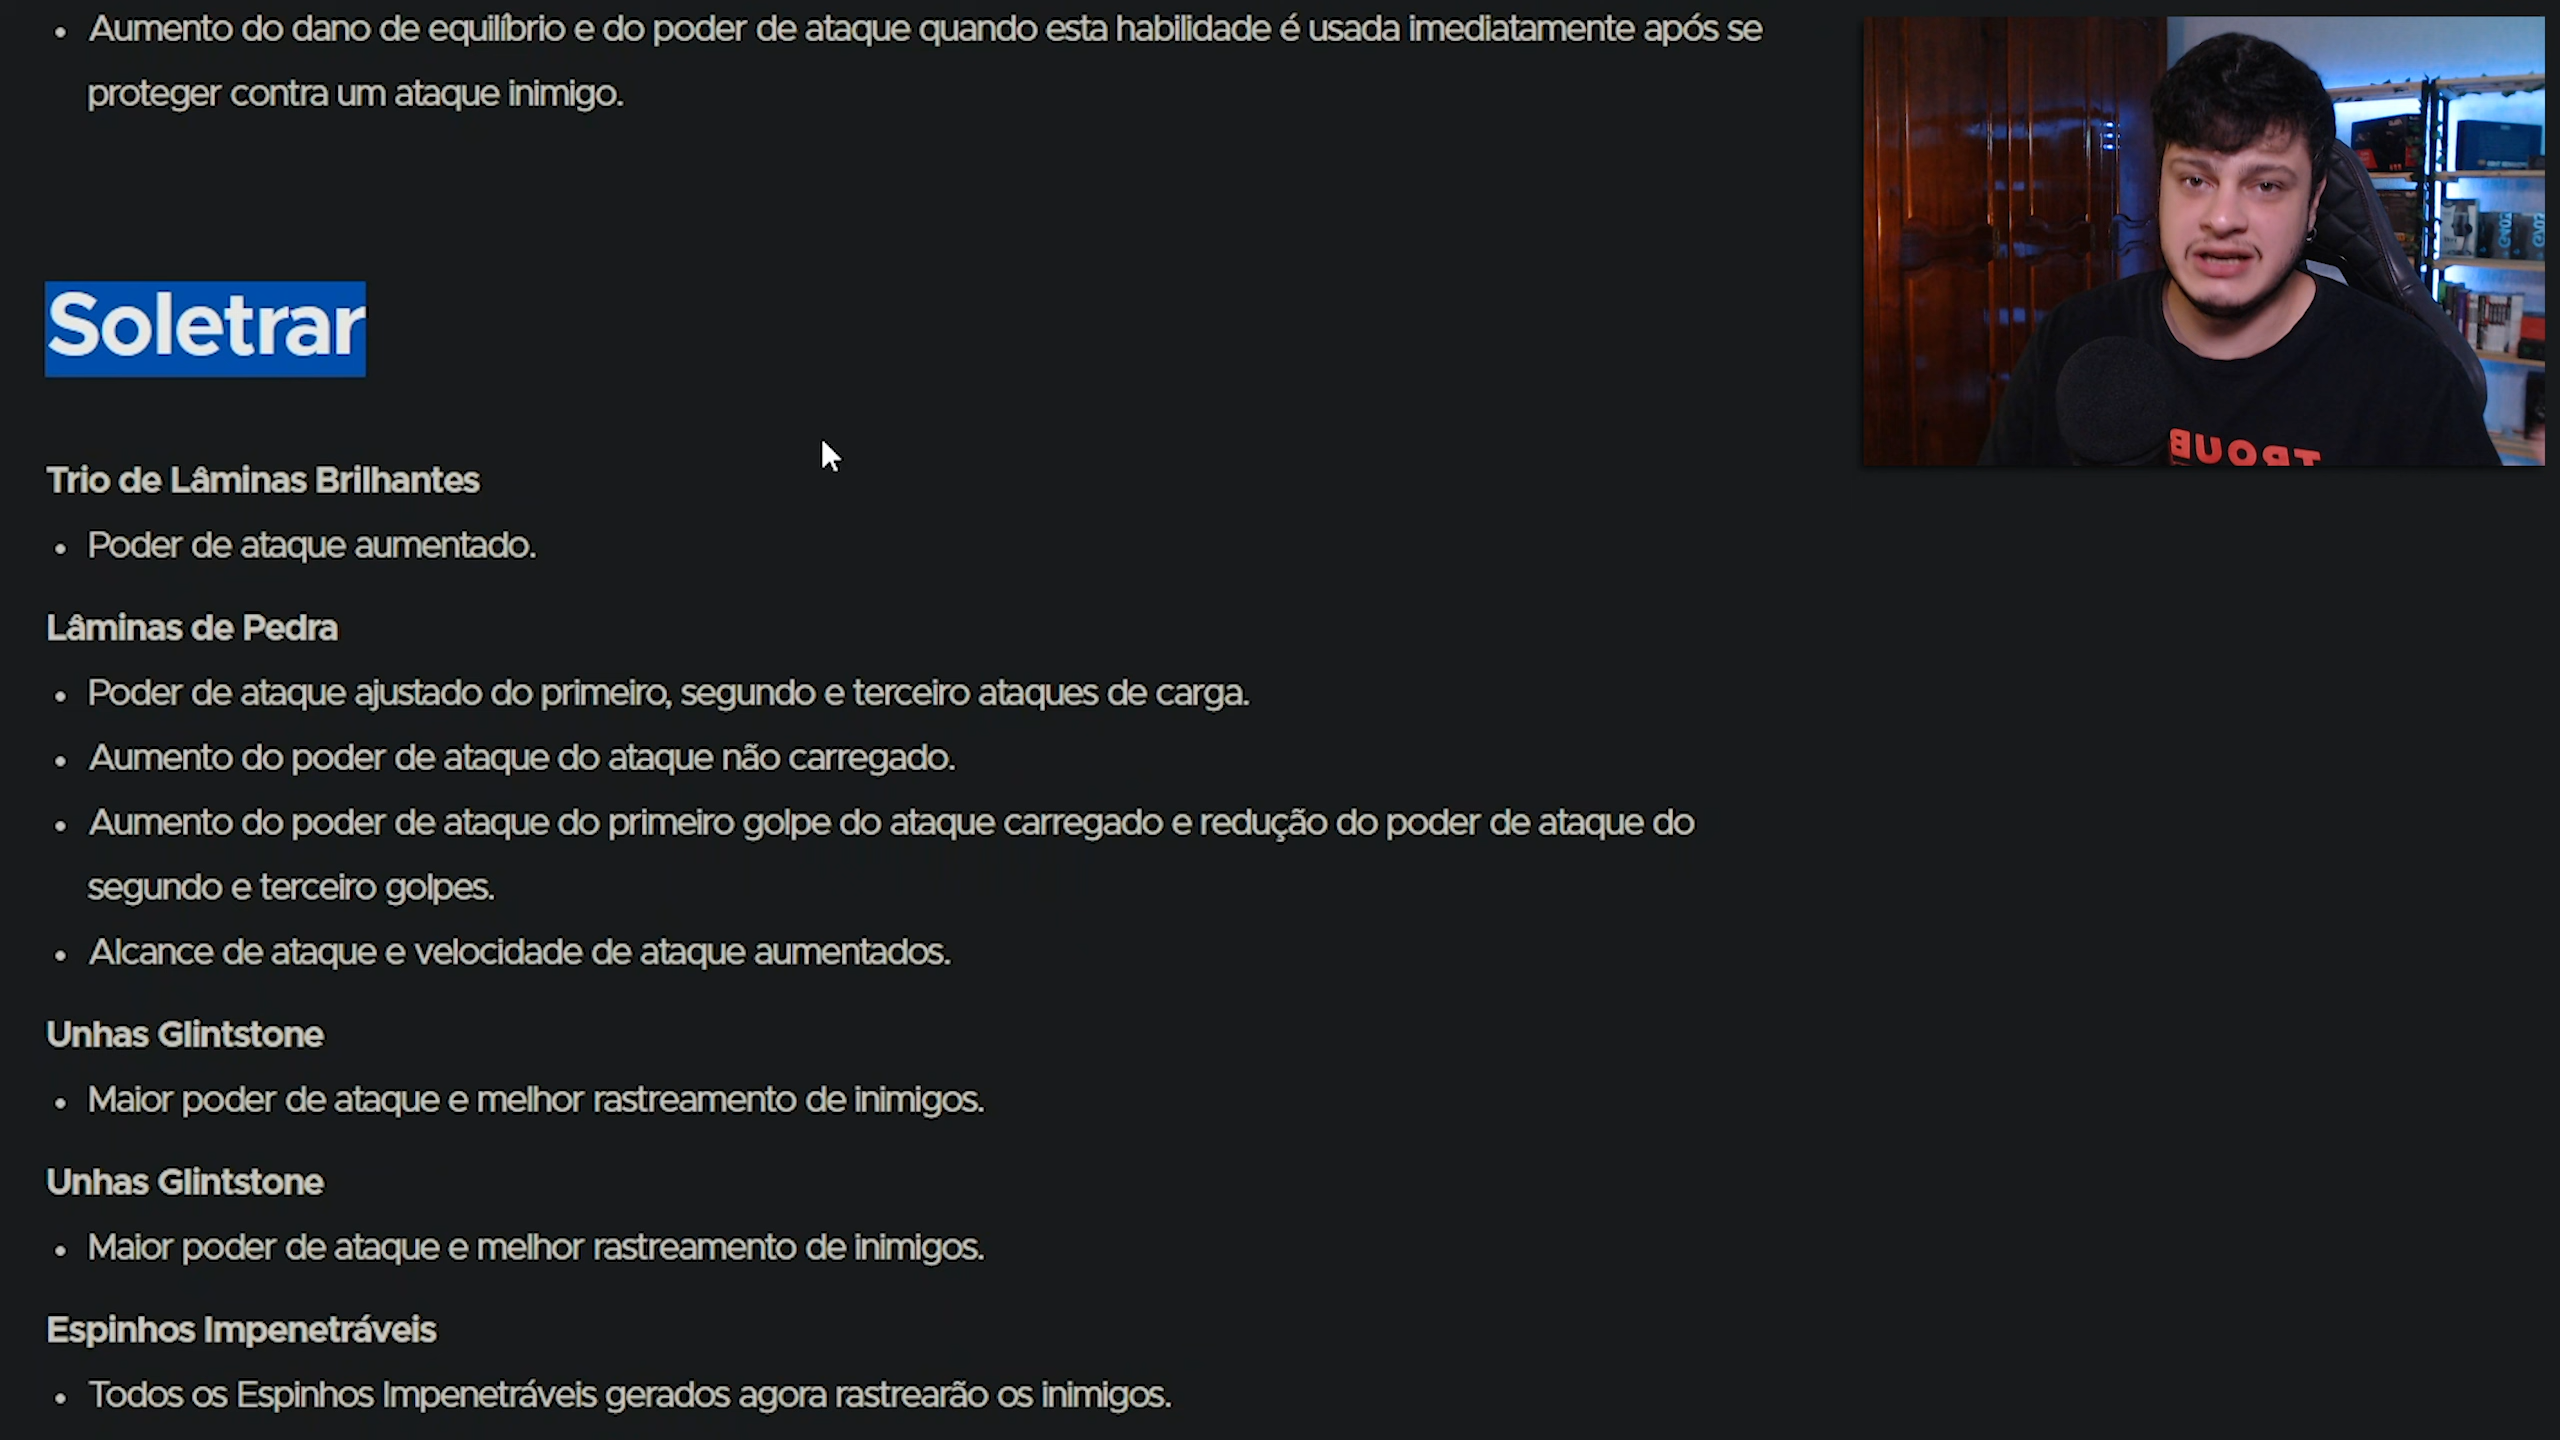 Aumento do dano de equilíbrio e do poder de ataque quando esta habilidade é usada imediatamente após se
proteger contra um ataque inimigo.
Soletrar
Trio de Lâminas Brilhantes
Poder de ataque aumentado.
Lâminas de Pedra
Poder de ataque ajustado do primeiro, segundo e terceiro ataques de carga.
Aumento do poder de ataque do ataque não carregado.
Aumento do poder de ataque do primeiro golpe do ataque carregado e redução do poder de ataque do
segundo e terceiro golpes.
Alcance de ataque e velocidade de ataque aumentados.
Unhas Glintstone
Maior poder de ataque e melhor rastreamento de inimigos.
Unhas Glintstone
Maior poder de ataque e melhor rastreamento de inimigos.
Espinhos Impenetráveis
Todos os Espinhos Impenetráveis gerados agora rastrearão os inimigos.
TROUB